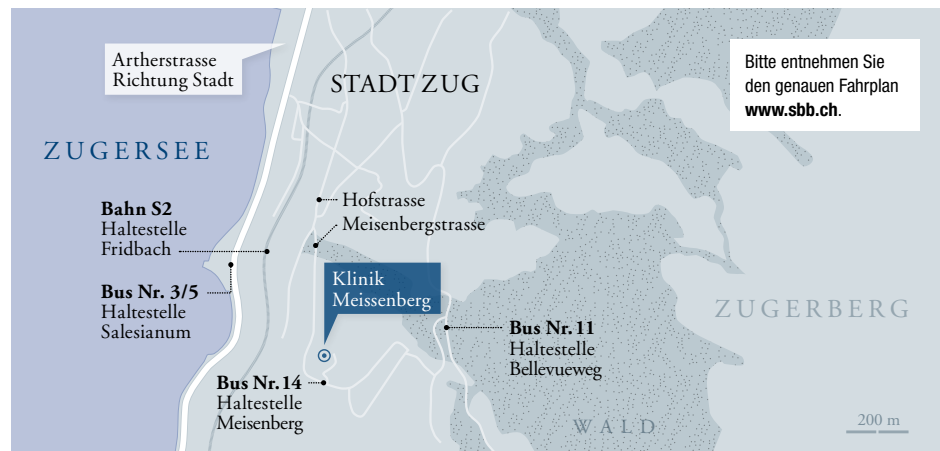 Artherstrasse
Richtung Stadt
STADT ZUG
Bitte entnehmen Sie
den genauen Fahrplan
www.sbb.ch.
ZUGERSEE
Hofstrasse
Meisenbergstrasse
Bahn S2
Haltestelle
Fridbach
Klinik
Meissenberg
Bus Nr. 3/5
Haltestelle
Salesianum
ZUGERBERG
Bus Nr. 11
Haltestelle
Bellevueweg
Bus Nr. 14
Haltestelle
Meisenberg
WALD
200 m